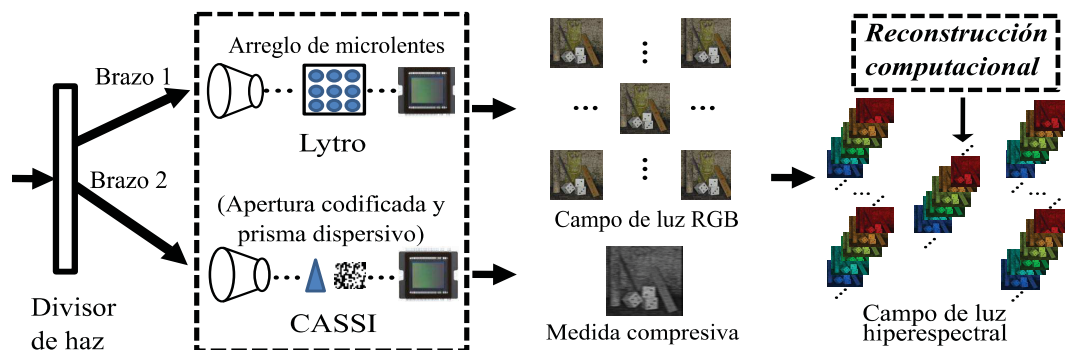 Brazo 1
Brazo 2
Divisor
de haz
Arreglo de microlentes
Lytro
(Apertura codificada y
prisma dispersivo)
CASSI
Campo de luz RGB
Medida compresiva
Reconstrucción
computacional
Campo de luz
hiperespectral